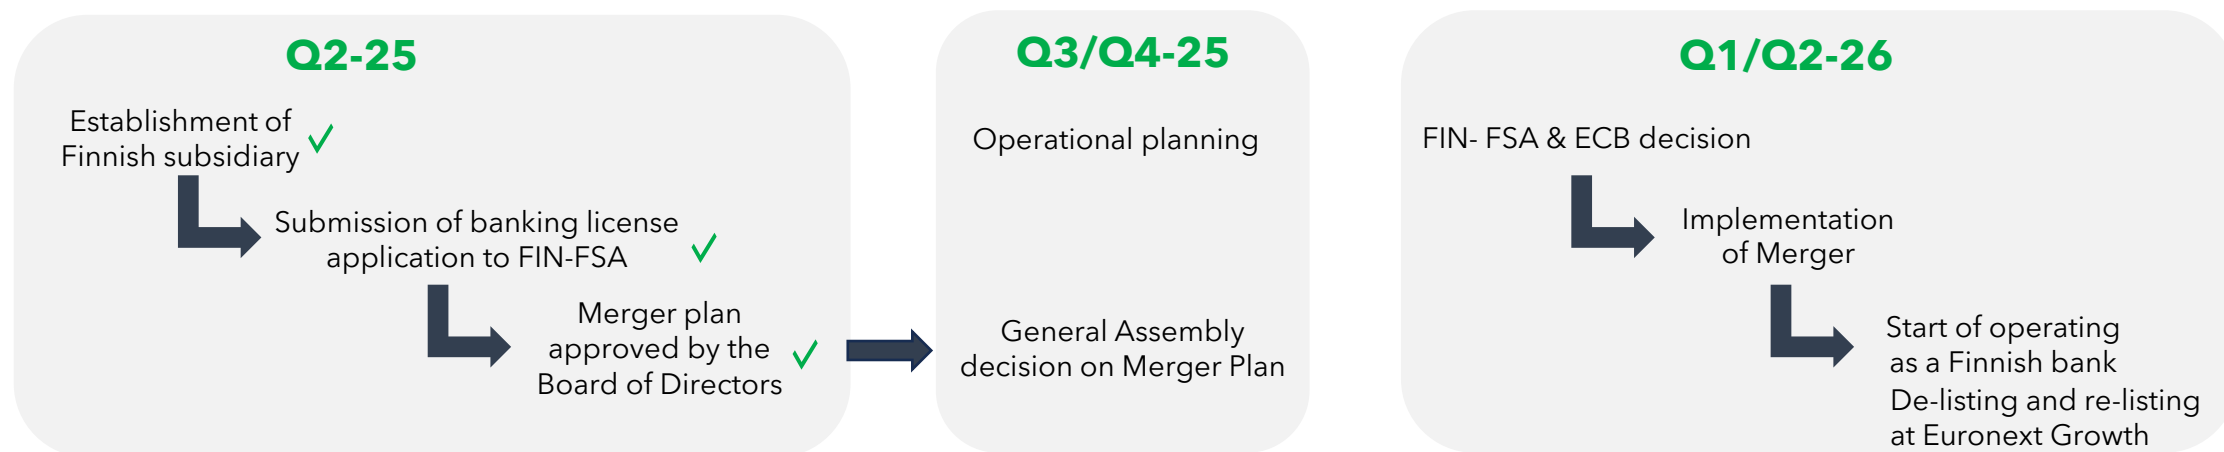 Q2-25
Establishment of
Finnish subsidiary
Submission of banking license
application to FIN-FSA
Merger plan
approved by the
Board of Directors
Q3/Q4-25
Operational planning
General Assembly
decision on Merger Plan
Q1/Q2-26
FIN- FSA & ECB decision
Implementation
of Merger
Start of operating
as a Finnish bank
De-listing and re-listing
at Euronext Growth